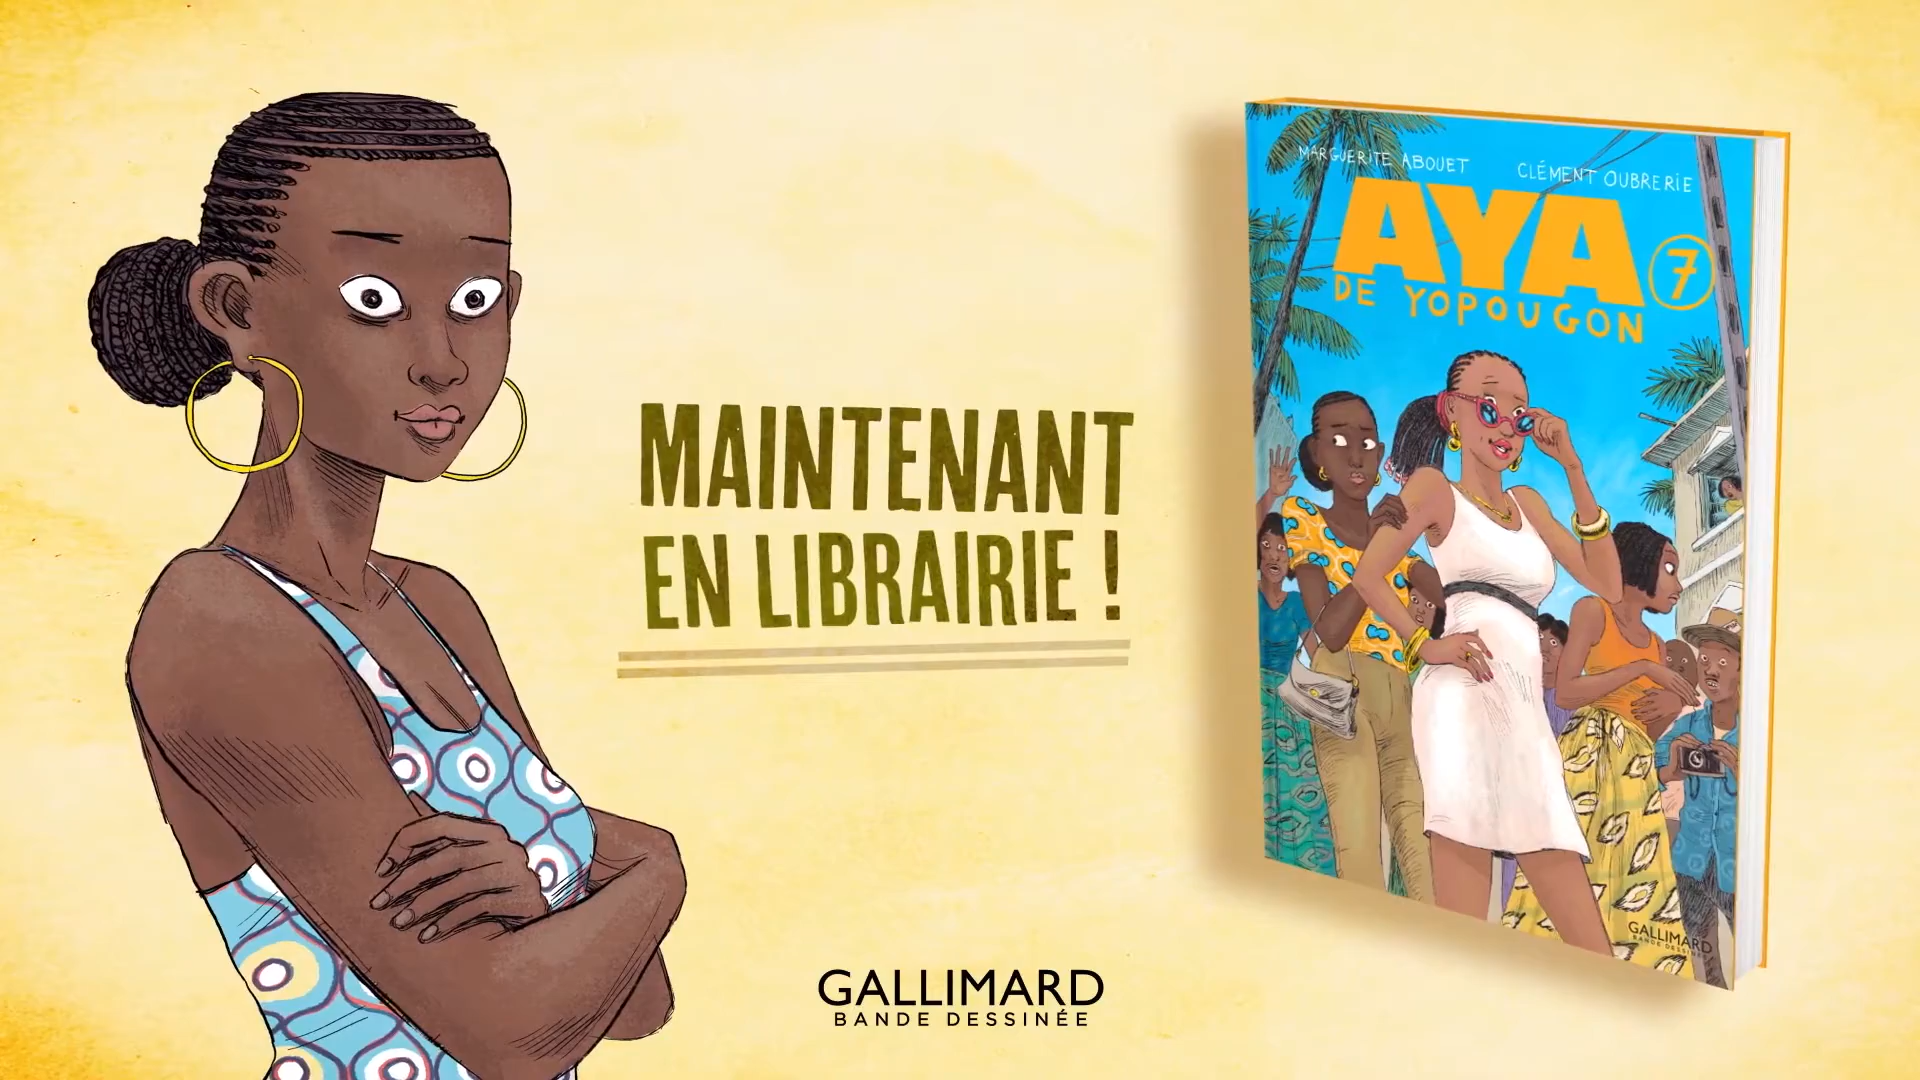 MAINTENANT
EN LIBRAIRIE !
GALLIMARD
BANDE DESSINÉE
MARGUERITE ABOUET CLÉMENT OUBRERIE
AYA 7
DE YOPOUGON
GALLIMARD
BANDE DESSINÉE